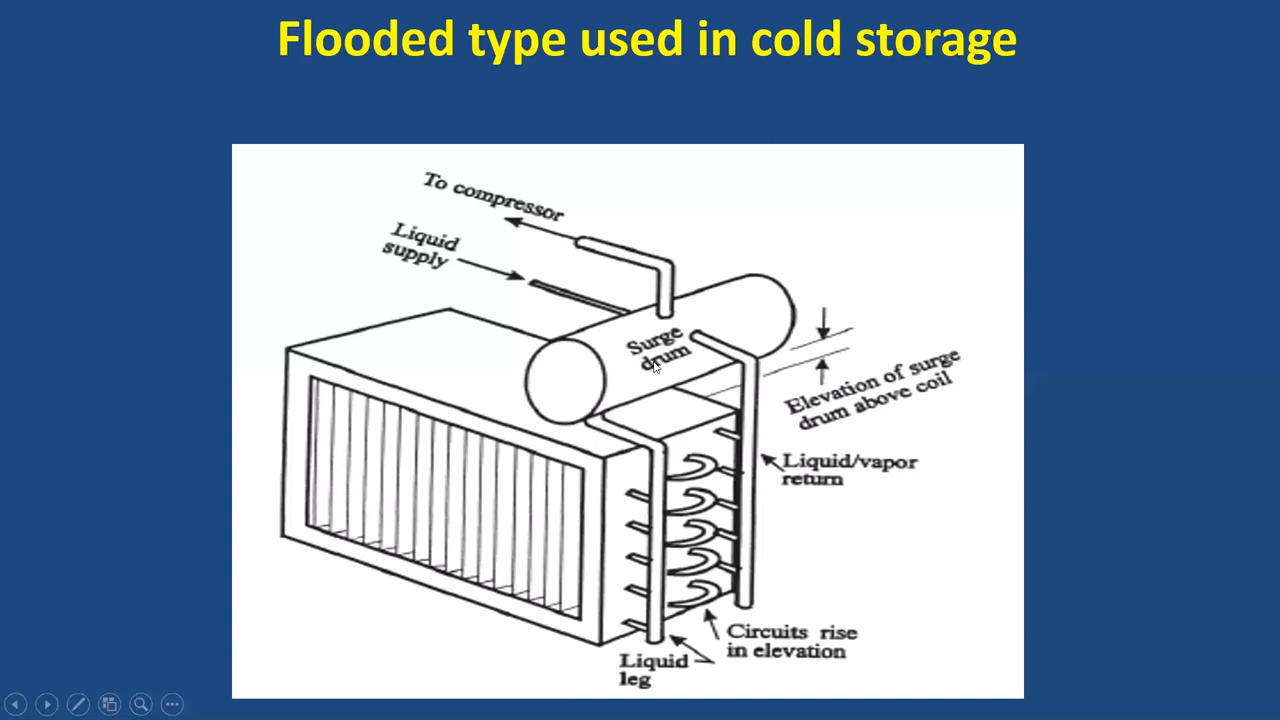 Flooded type used in cold storage
To compressor
Liquid
supply
Surge
drum
Elevation of surge
drum above coil
Liquid/vapor
return
Circuits rise
in elevation
Liquid
leg